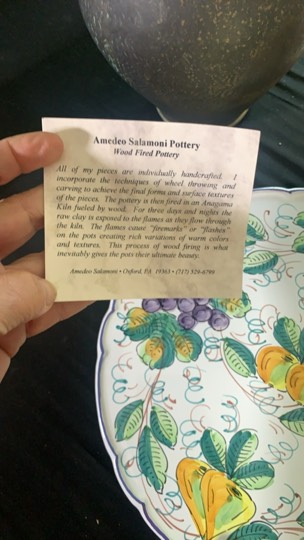 Amedeo Salamoni Pottery
Wood Fired Pottery
All of my pieces are individually handcrafted. I
incorporate the techniques of wheel throwing and
carving to achieve the final forms and surface textures
of the pieces. The pottery is then fired in an Anagama
Kiln fueled by wood. For three days and nights the
raw clay is exposed to the flames as they flow through
the kiln. The flames cause "firemarks" or "flashes"
on the pots creating rich variations of warm colors
and textures. This process of wood firing is what
inevitably gives the pots their ultimate beauty.
Amedeo Salamoni • Oxford, PA 19363 • (717) 529-6799